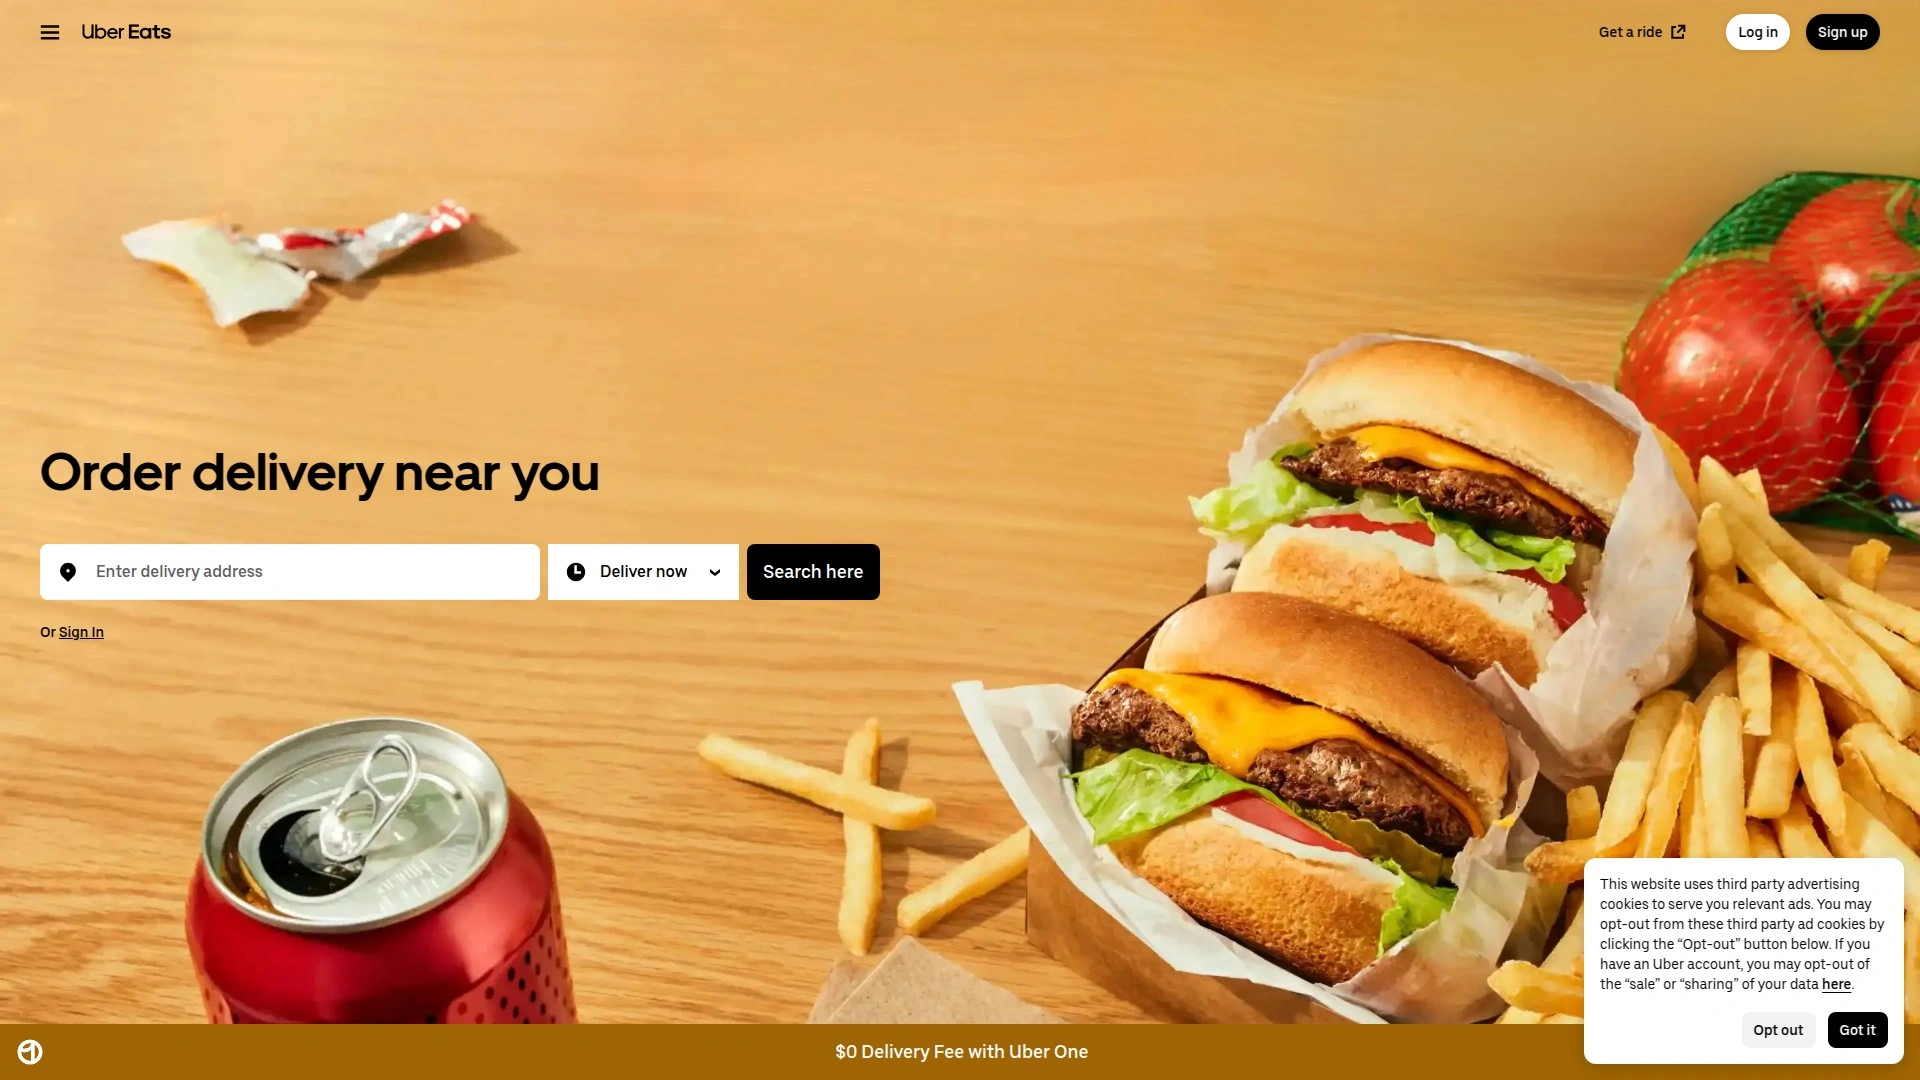 Uber Eats
Get a ride
Log in
Sign up
Order delivery near you
Enter delivery address
Deliver now
Search here
Or Sign In
This website uses third party advertising
cookies to serve you relevant ads. You may
opt-out from these third party ad cookies by
clicking the “Opt-out” button below. If you
have an Uber account, you may opt-out of
the “sale” or “sharing” of your data here.
Opt out
Got it
$0 Delivery Fee with Uber One